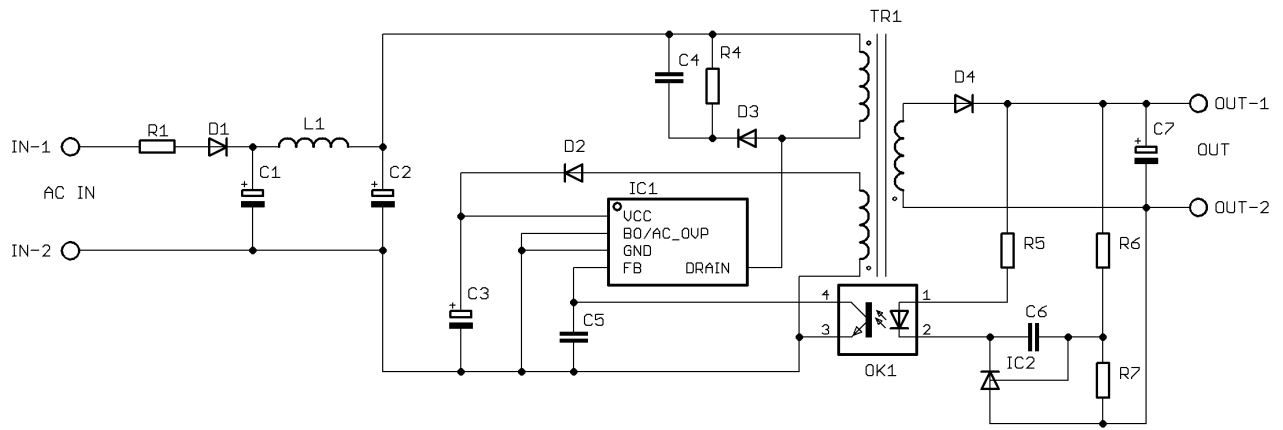 TR1
C4
R4
D4
D3
OUT-1
R1
D1
L1
C7
IN-1
OUT
D2
C1
C2
AC IN
IC1
VCC
OUT-2
BO/AC_OVP
IN-2
GND
R5
R6
FB
DRAIN
C3
4
1
C6
C5
3
2
IC2
OK1
R7
+
+
+
+